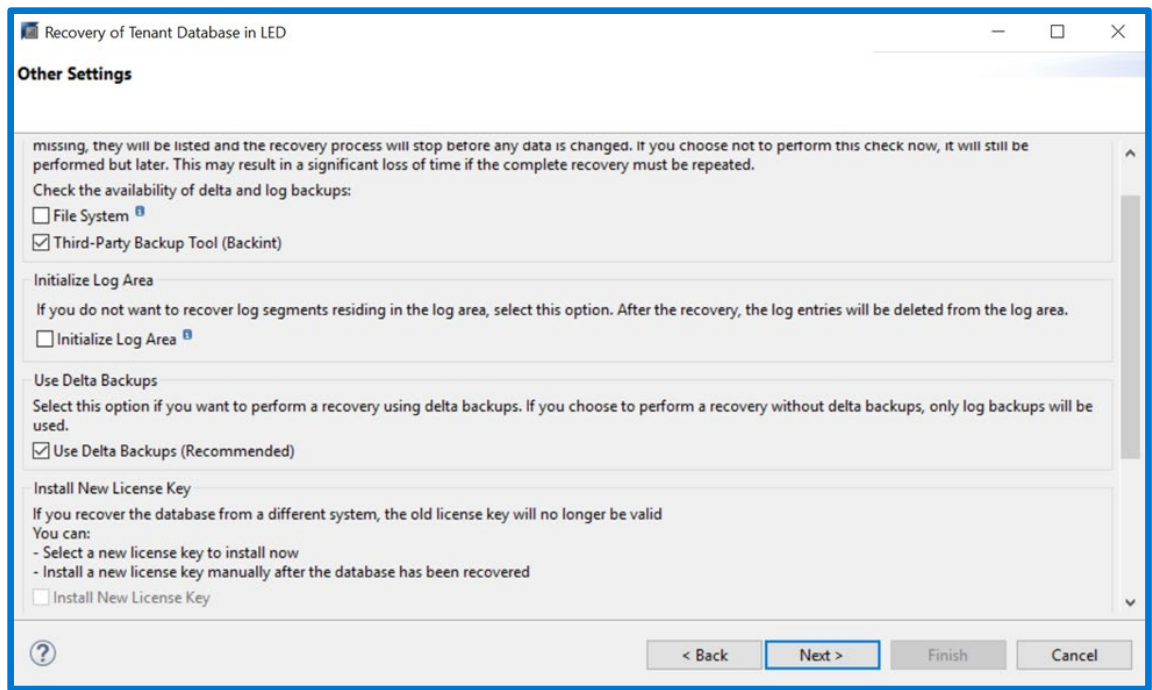 Recovery of Tenant Database in LED
Other Settings
missing, they will be listed and the recovery process will stop before any data is changed. If you choose not to perform this check now, it will still be
performed but later. This may result in a significant loss of time if the complete recovery must be repeated.
Check the availability of delta and log backups:
File System
Third-Party Backup Tool (Backint)
Initialize Log Area
If you do not want to recover log segments residing in the log area, select this option. After the recovery, the log entries will be deleted from the log area.
Initialize Log Area
Use Delta Backups
Select this option if you want to perform a recovery using delta backups. If you choose to perform a recovery without delta backups, only log backups will be
used.
Use Delta Backups (Recommended)
Install New License Key
If you recover the database from a different system, the old license key will no longer be valid
You can:
- Select a new license key to install now
- Install a new license key manually after the database has been recovered
Install New License Key
? < Back Next > Finish Cancel